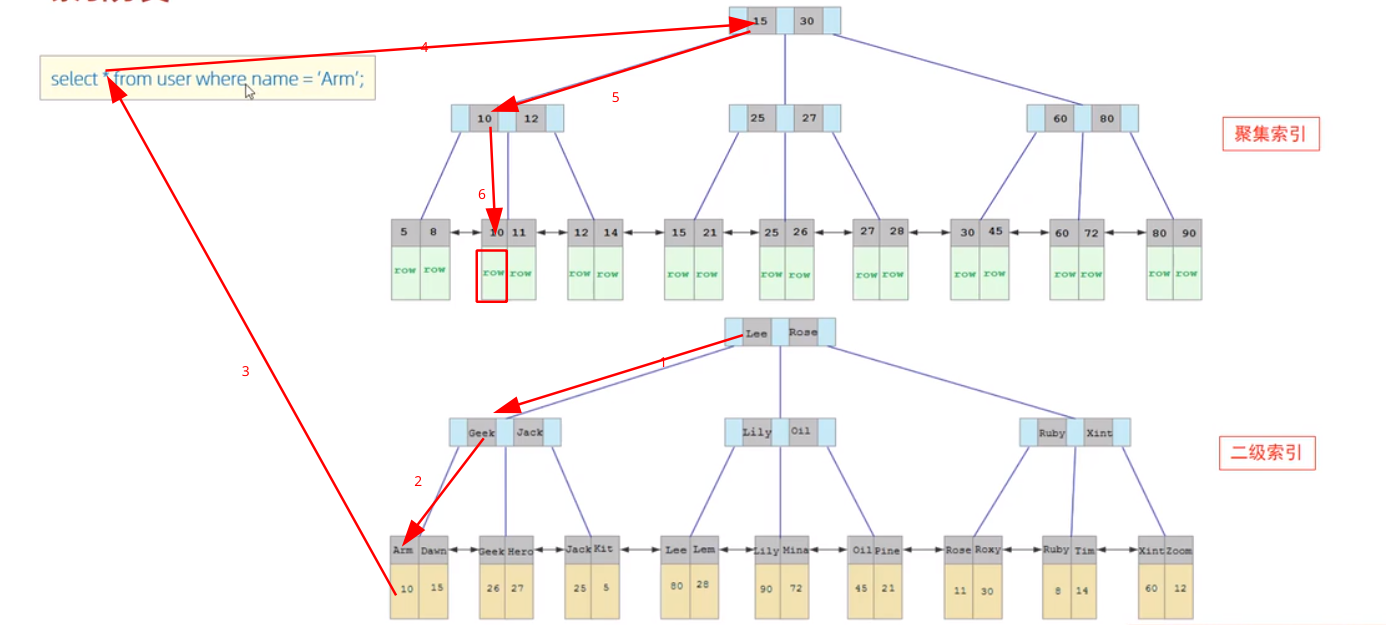 15 30
4
select * from user where name = ‘Arm’;
5
10 12
25 27
60 80
聚集索引
6
5 8 10 11 12 14 15 21 25 26 27 28 30 45 60 72 80 90
row row row row row row row row row row row row row row row row row row
Lee Rose
1
3
Geek Jack
Lily Oil
Ruby Xint
二级索引
2
Arm Dawn Geek Hero Jack Kit Lee Lem Lily Mina Oil Pine Rose Roxy Ruby Tim Xint Zoom
10 15 26 27 25 5 80 28 90 72 45 21 11 30 8 14 60 12